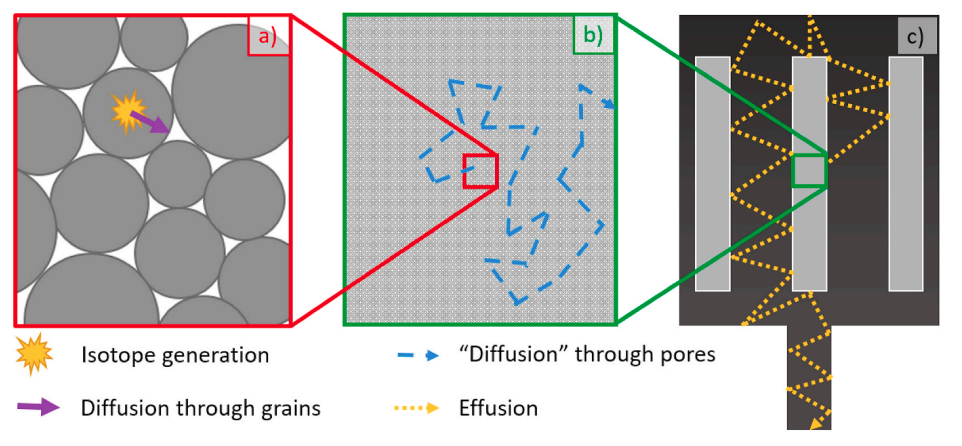 a)
b)
c)
Isotope generation
"Diffusion" through pores
Diffusion through grains
Effusion